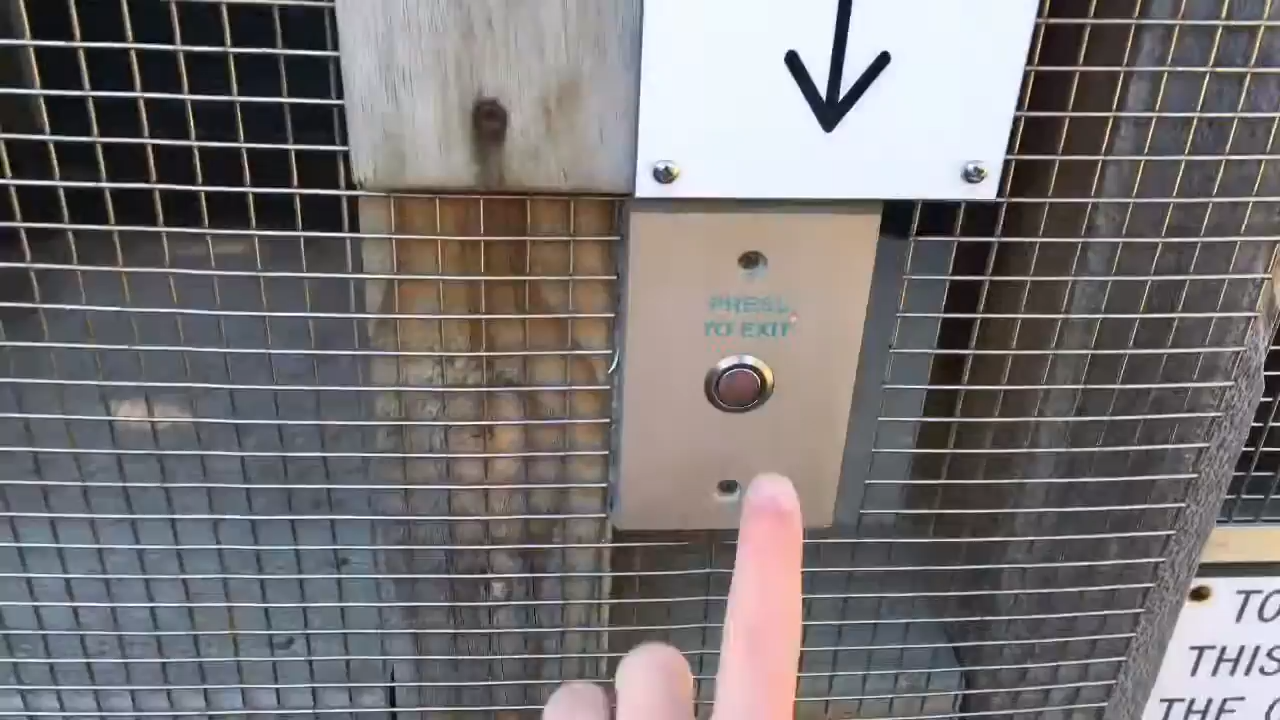 PRESS
TO EXIT
TO
THIS
THE